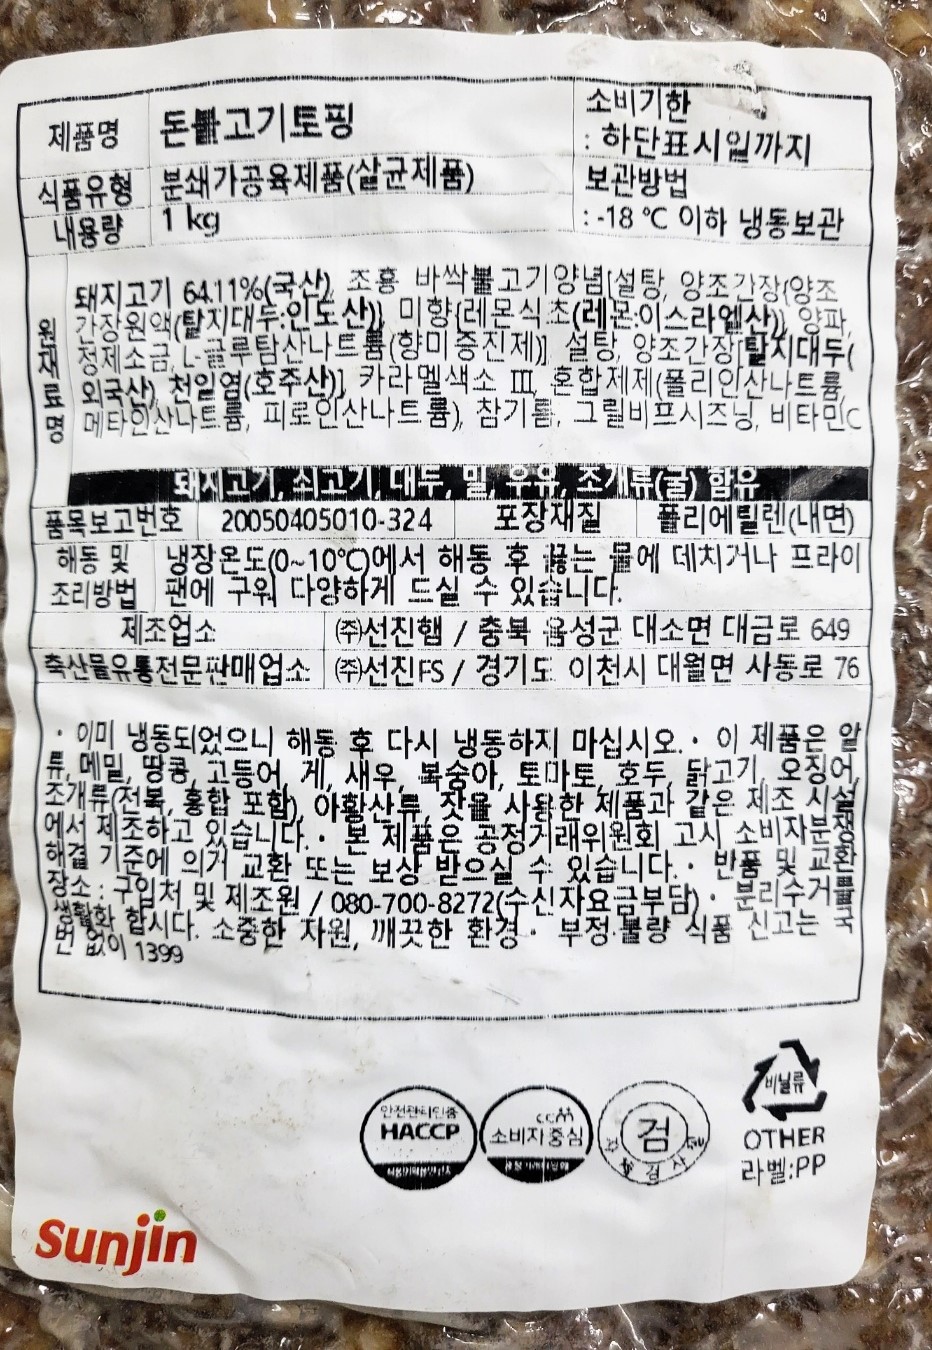 제품명 돈불고기토핑 소비기한
: 하단표시일까지
식품유형 분쇄가공육제품(살균제품) 보관방법
내용량 1 kg : -18 ℃ 이하 냉동보관
원재료명
돼지고기 64.11%(국산), 조흥 바싹불고기양념[설탕, 양조간장{양조
간장원액(탈지대두:인도산)}, 미향{레몬식초(레몬:이스라엘산)}, 양파,
정제소금, L-글루탐산나트륨(향미증진제)], 설탕, 양조간장[탈지대두(
외국산), 천일염(호주산)], 카라멜색소 III, 혼합제제(폴리인산나트륨,
메타인산나트륨, 피로인산나트륨), 참기름, 그릴비프시즈닝, 비타민C
돼지고기, 쇠고기, 대두, 밀, 우유, 조개류(굴) 함유
품목보고번호 20050405010-324 포장재질 폴리에틸렌(내면)
해동 및 냉장온도(0~10℃)에서 해동 후 끓는 물에 데치거나 프라이
조리방법 팬에 구워 다양하게 드실 수 있습니다.
제조업소 ㈜선진햄 / 충북 음성군 대소면 대금로 649
축산물유통전문판매업소 ㈜선진FS / 경기도 이천시 대월면 사동로 76
· 이미 냉동되었으니 해동 후 다시 냉동하지 마십시오. · 이 제품은 알
류, 메밀, 땅콩, 고등어, 게, 새우, 복숭아, 토마토, 호두, 닭고기, 오징어,
조개류(전복, 홍합 포함), 아황산류, 잣을 사용한 제품과 같은 제조 시설
에서 제조하고 있습니다. · 본 제품은 공정거래위원회 고시 소비자분쟁
해결 기준에 의거 교환 또는 보상 받으실 수 있습니다. · 반품 및 교환
장소 : 구입처 및 제조원 / 080-700-8272(수신자요금부담) · 분리수거를
생활화 합시다. 소중한 자원, 깨끗한 환경 · 부정·불량 식품 신고는 국
번 없이 1399
안전관리인증
HACCP
CCM
소비자중심
검
비닐류
OTHER
라벨:PP
Sunjin